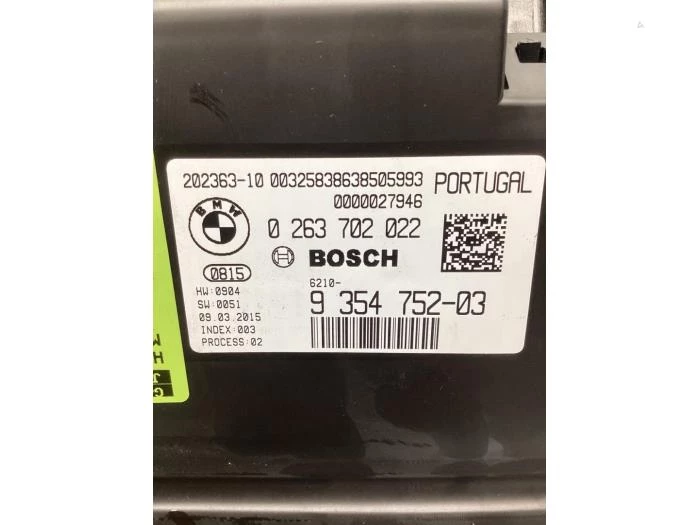 202363-10 00325838638505993 PORTUGAL
0000027946
BMW
0 263 702 022
BOSCH
0815
HW:0904
SW:0051
09.03.2015
INDEX:003
PROCESS:02
6210-
9 354 752-03